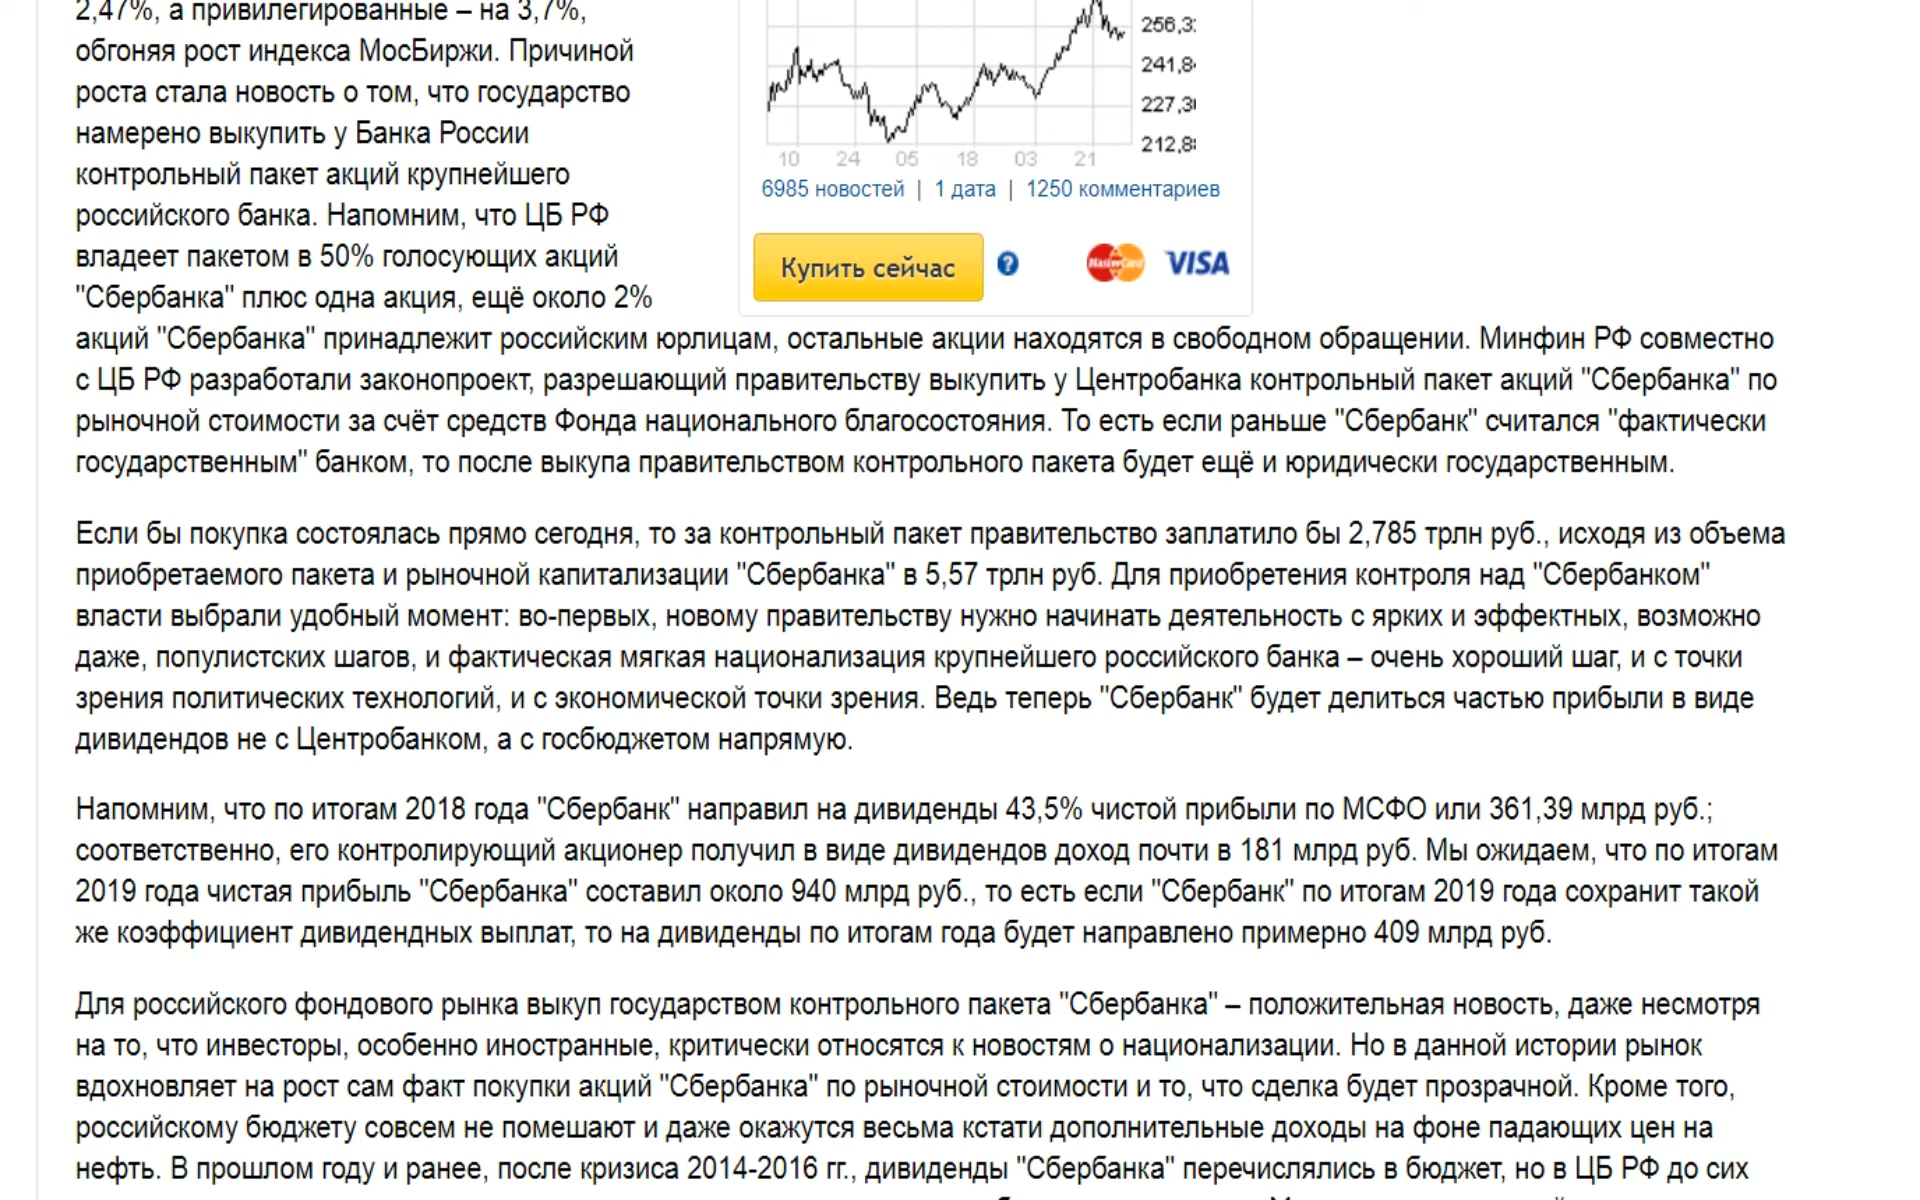 2,47%, а привилегированные – на 3,7%,
обгоняя рост индекса МосБиржи. Причиной
роста стала новость о том, что государство
намерено выкупить у Банка России
контрольный пакет акций крупнейшего
российского банка. Напомним, что ЦБ РФ
владеет пакетом в 50% голосующих акций
"Сбербанка" плюс одна акция, ещё около 2%
256,3
241,8
227,3
212,8
10 24 05 18 03 21
6985 новостей | 1 дата | 1250 комментариев
Купить сейчас ? MasterCard VISA
акций "Сбербанка" принадлежит российским юрлицам, остальные акции находятся в свободном обращении. Минфин РФ совместно
с ЦБ РФ разработали законопроект, разрешающий правительству выкупить у Центробанка контрольный пакет акций "Сбербанка" по
рыночной стоимости за счёт средств Фонда национального благосостояния. То есть если раньше "Сбербанк" считался "фактически
государственным" банком, то после выкупа правительством контрольного пакета будет ещё и юридически государственным.
Если бы покупка состоялась прямо сегодня, то за контрольный пакет правительство заплатило бы 2,785 трлн руб., исходя из объема
приобретаемого пакета и рыночной капитализации "Сбербанка" в 5,57 трлн руб. Для приобретения контроля над "Сбербанком"
власти выбрали удобный момент: во-первых, новому правительству нужно начинать деятельность с ярких и эффектных, возможно
даже, популистских шагов, и фактическая мягкая национализация крупнейшего российского банка – очень хороший шаг, и с точки
зрения политических технологий, и с экономической точки зрения. Ведь теперь "Сбербанк" будет делиться частью прибыли в виде
дивидендов не с Центробанком, а с госбюджетом напрямую.
Напомним, что по итогам 2018 года "Сбербанк" направил на дивиденды 43,5% чистой прибыли по МСФО или 361,39 млрд руб.;
соответственно, его контролирующий акционер получил в виде дивидендов доход почти в 181 млрд руб. Мы ожидаем, что по итогам
2019 года чистая прибыль "Сбербанка" составил около 940 млрд руб., то есть если "Сбербанк" по итогам 2019 года сохранит такой
же коэффициент дивидендных выплат, то на дивиденды по итогам года будет направлено примерно 409 млрд руб.
Для российского фондового рынка выкуп государством контрольного пакета "Сбербанка" – положительная новость, даже несмотря
на то, что инвесторы, особенно иностранные, критически относятся к новостям о национализации. Но в данной истории рынок
вдохновляет на рост сам факт покупки акций "Сбербанка" по рыночной стоимости и то, что сделка будет прозрачной. Кроме того,
российскому бюджету совсем не помешают и даже окажутся весьма кстати дополнительные доходы на фоне падающих цен на
нефть. В прошлом году и ранее, после кризиса 2014-2016 гг., дивиденды "Сбербанка" перечислялись в бюджет, но в ЦБ РФ до сих